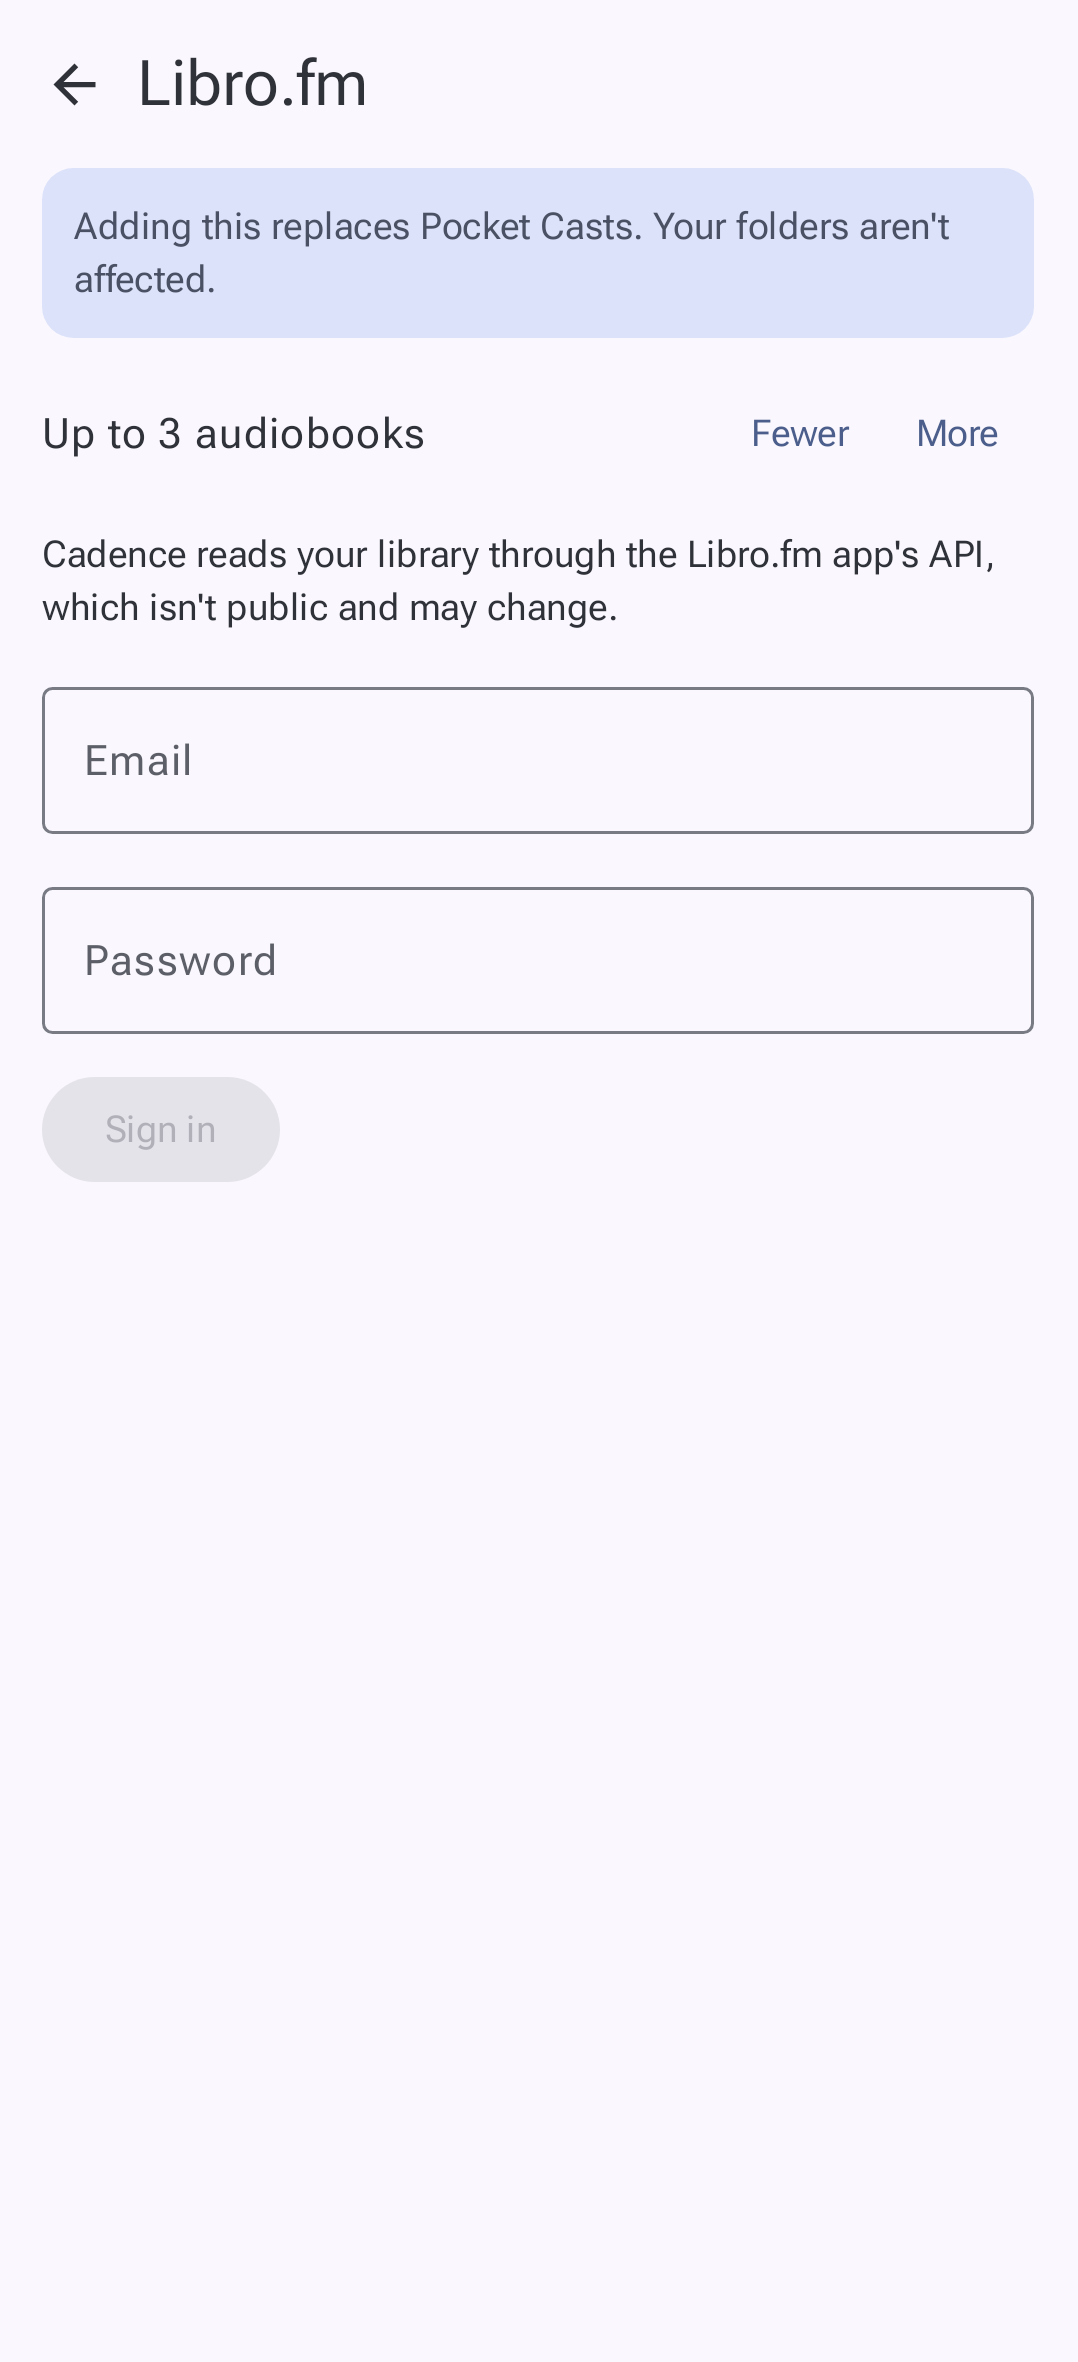 Libro.fm
Adding this replaces Pocket Casts. Your folders aren't
affected.
Up to 3 audiobooks
Fewer
More
Cadence reads your library through the Libro.fm app's API,
which isn't public and may change.
Email
Password
Sign in